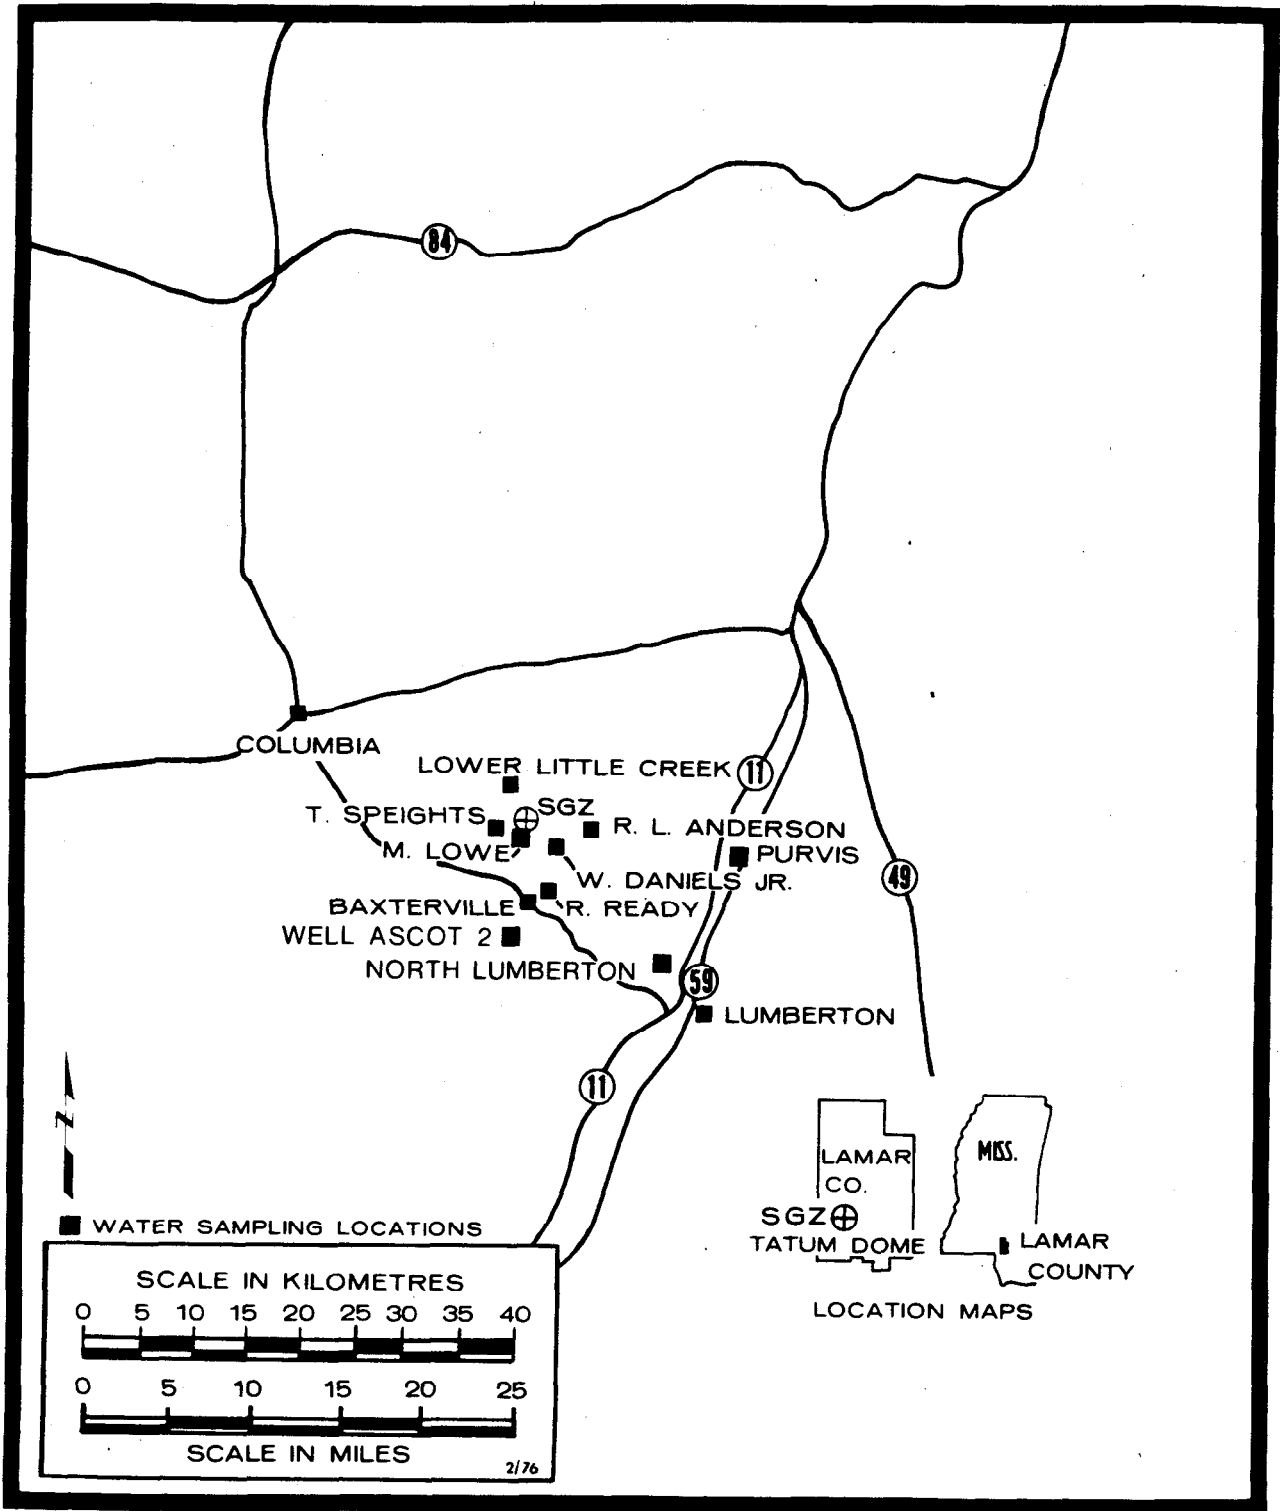 84
COLUMBIA
LOWER LITTLE CREEK
11
T. SPEIGHTS
SGZ
R. L. ANDERSON
M. LOWE
PURVIS
W. DANIELS JR.
49
BAXTERVILLE
R. READY
WELL ASCOT 2
NORTH LUMBERTON
59
LUMBERTON
11
N
LAMAR
CO.
MISS.
SGZ
TATUM DOME
LAMAR
COUNTY
LOCATION MAPS
WATER SAMPLING LOCATIONS
SCALE IN KILOMETRES
0 5 10 15 20 25 30 35 40
0 5 10 15 20 25
SCALE IN MILES
2/76